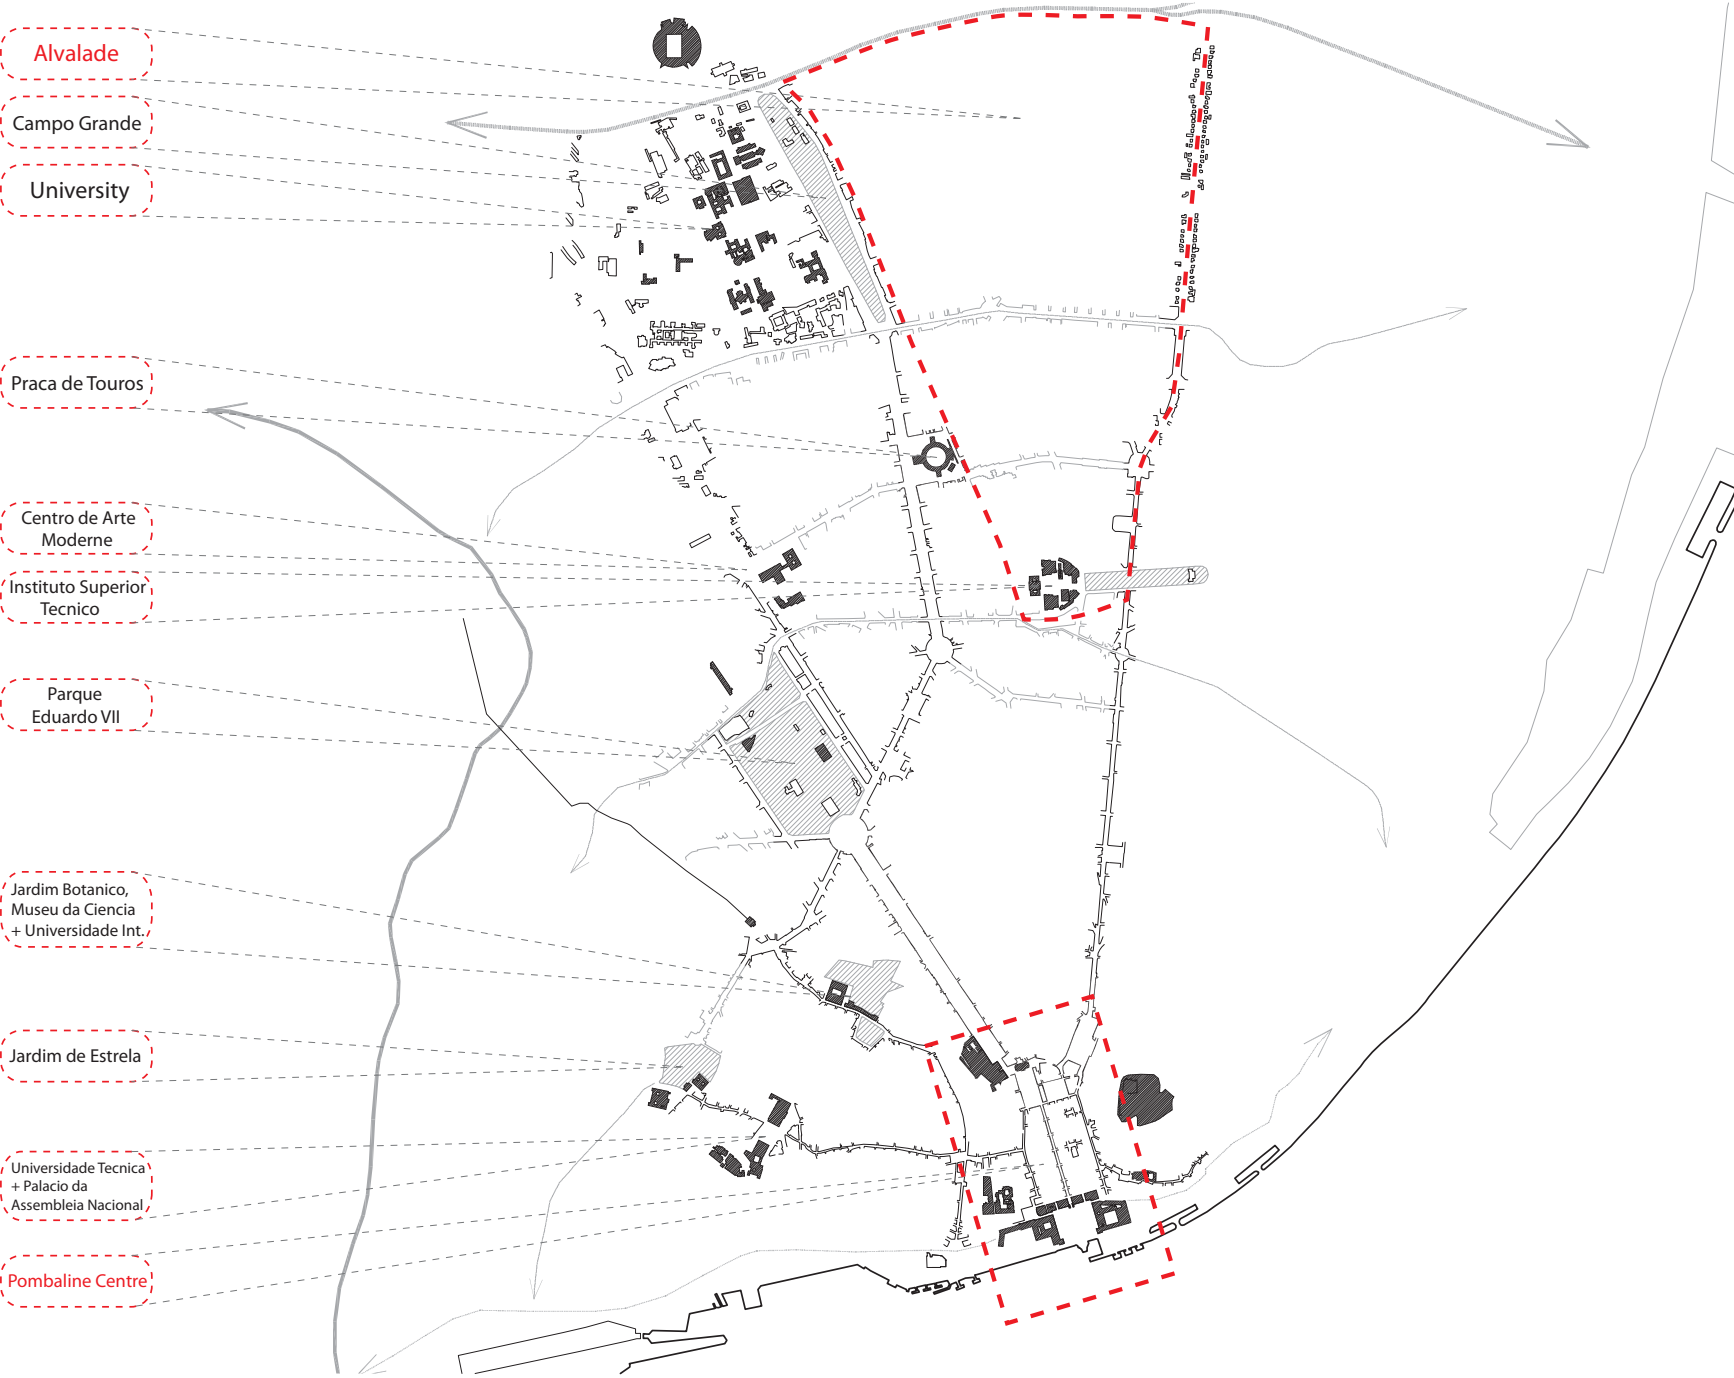 Alvalade
Campo Grande
University
Praca de Touros
Centro de Arte
Moderne
Instituto Superior
Tecnico
Parque
Eduardo VII
Jardim Botanico,
Museu da Ciencia
+ Universidade Int.
Jardim de Estrela
Universidade Tecnica
+ Palacio da
Assembleia Nacional
Pombaline Centre